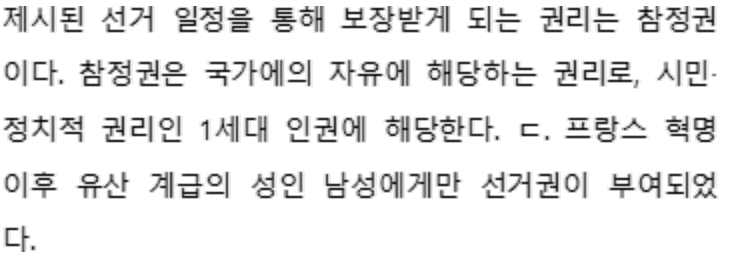 제시된 선거 일정을 통해 보장받게 되는 권리는 참정권
이다. 참정권은 국가에의 자유에 해당하는 권리로, 시민·
정치적 권리인 1세대 인권에 해당한다. ㄷ. 프랑스 혁명
이후 유산 계급의 성인 남성에게만 선거권이 부여되었
다.